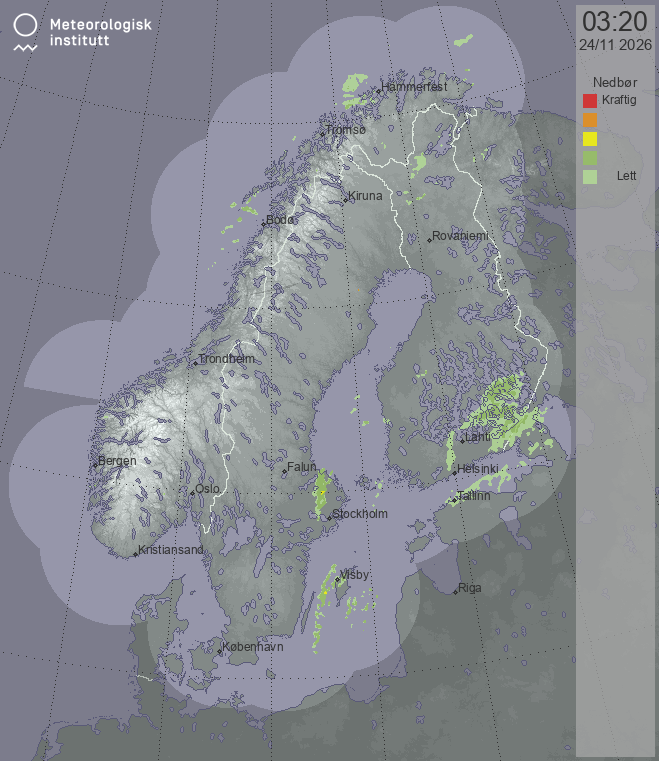 Meteorologisk
institutt
03:20
24/11 2026
Nedbør
Kraftig
Lett
Hammerfest
Tromsø
Kiruna
Bodø
Rovaniemi
Trondheim
Lahti
Bergen
Falun
Helsinki
Oslo
Tallinn
Stockholm
Kristiansand
Visby
Riga
København